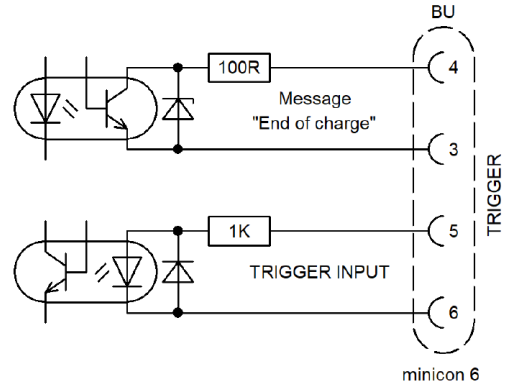 BU
100R
4
Message
"End of charge"
3
TRIGGER
1K
5
TRIGGER INPUT
6
minicon 6